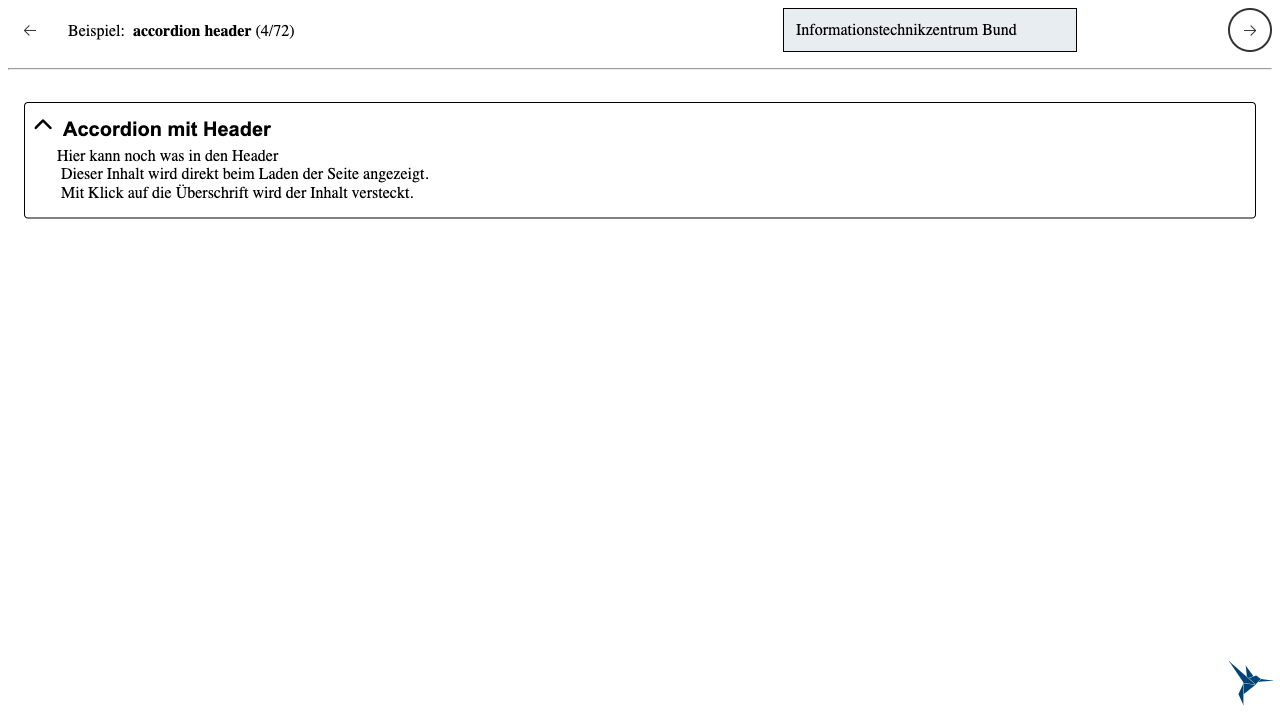 Beispiel: accordion header (4/72)
Informationstechnikzentrum Bund
Accordion mit Header
Hier kann noch was in den Header
Dieser Inhalt wird direkt beim Laden der Seite angezeigt.
Mit Klick auf die Überschrift wird der Inhalt versteckt.